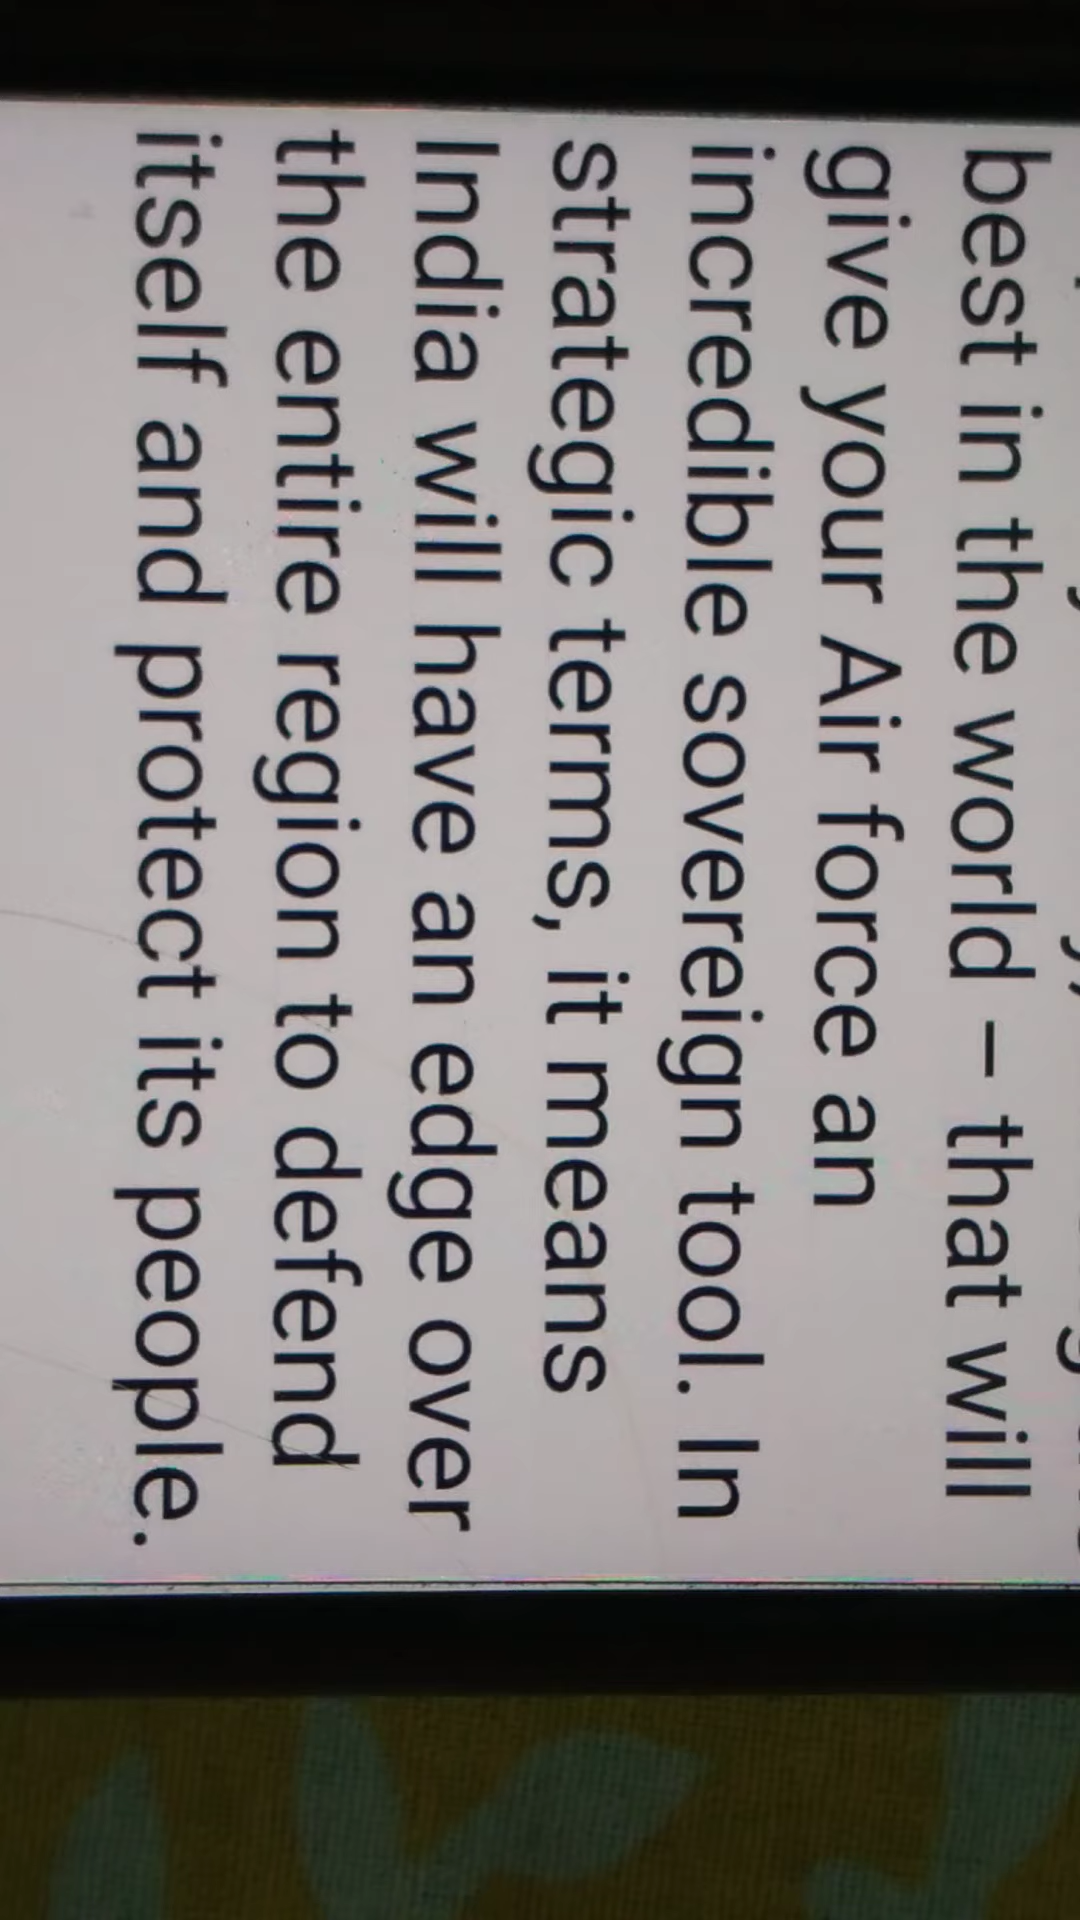 best in the world – that will
give your Air force an
incredible sovereign tool. In
strategic terms, it means
India will have an edge over
the entire region to defend
itself and protect its people.